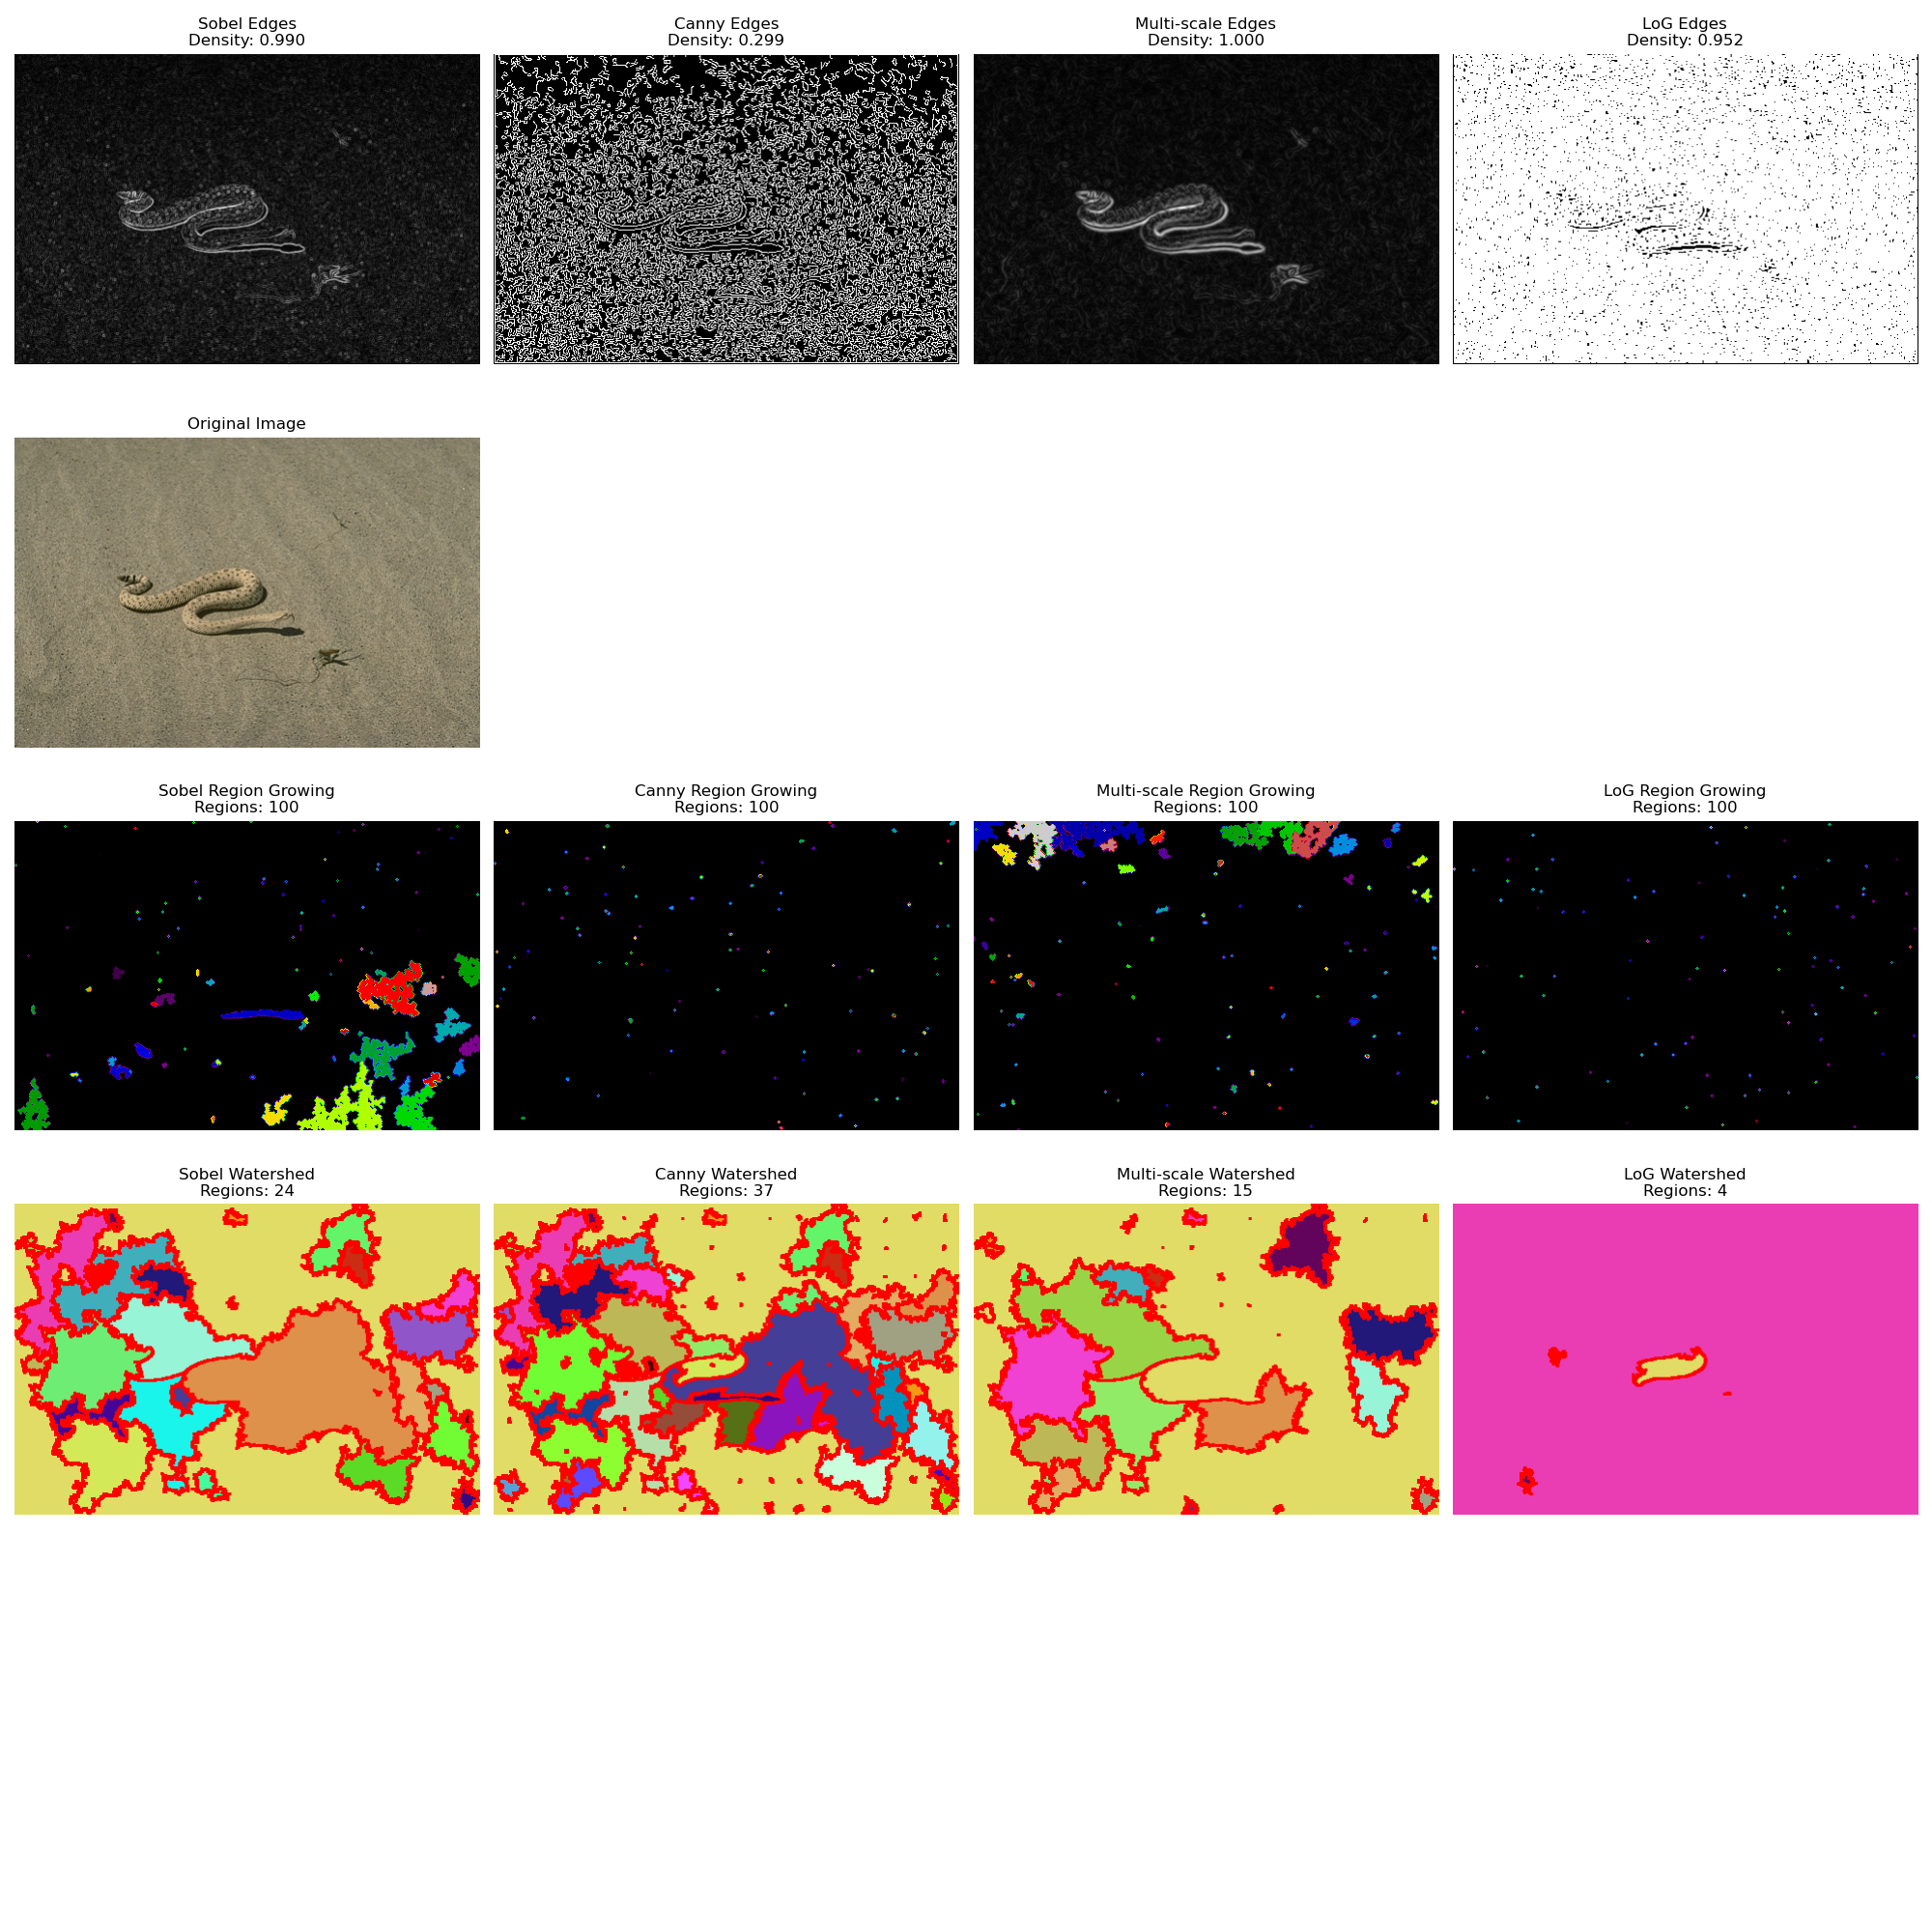 Sobel Edges
Density: 0.990
Canny Edges
Density: 0.299
Multi-scale Edges
Density: 1.000
LoG Edges
Density: 0.952
Original Image
Sobel Region Growing
Regions: 100
Canny Region Growing
Regions: 100
Multi-scale Region Growing
Regions: 100
LoG Region Growing
Regions: 100
Sobel Watershed
Regions: 24
Canny Watershed
Regions: 37
Multi-scale Watershed
Regions: 15
LoG Watershed
Regions: 4